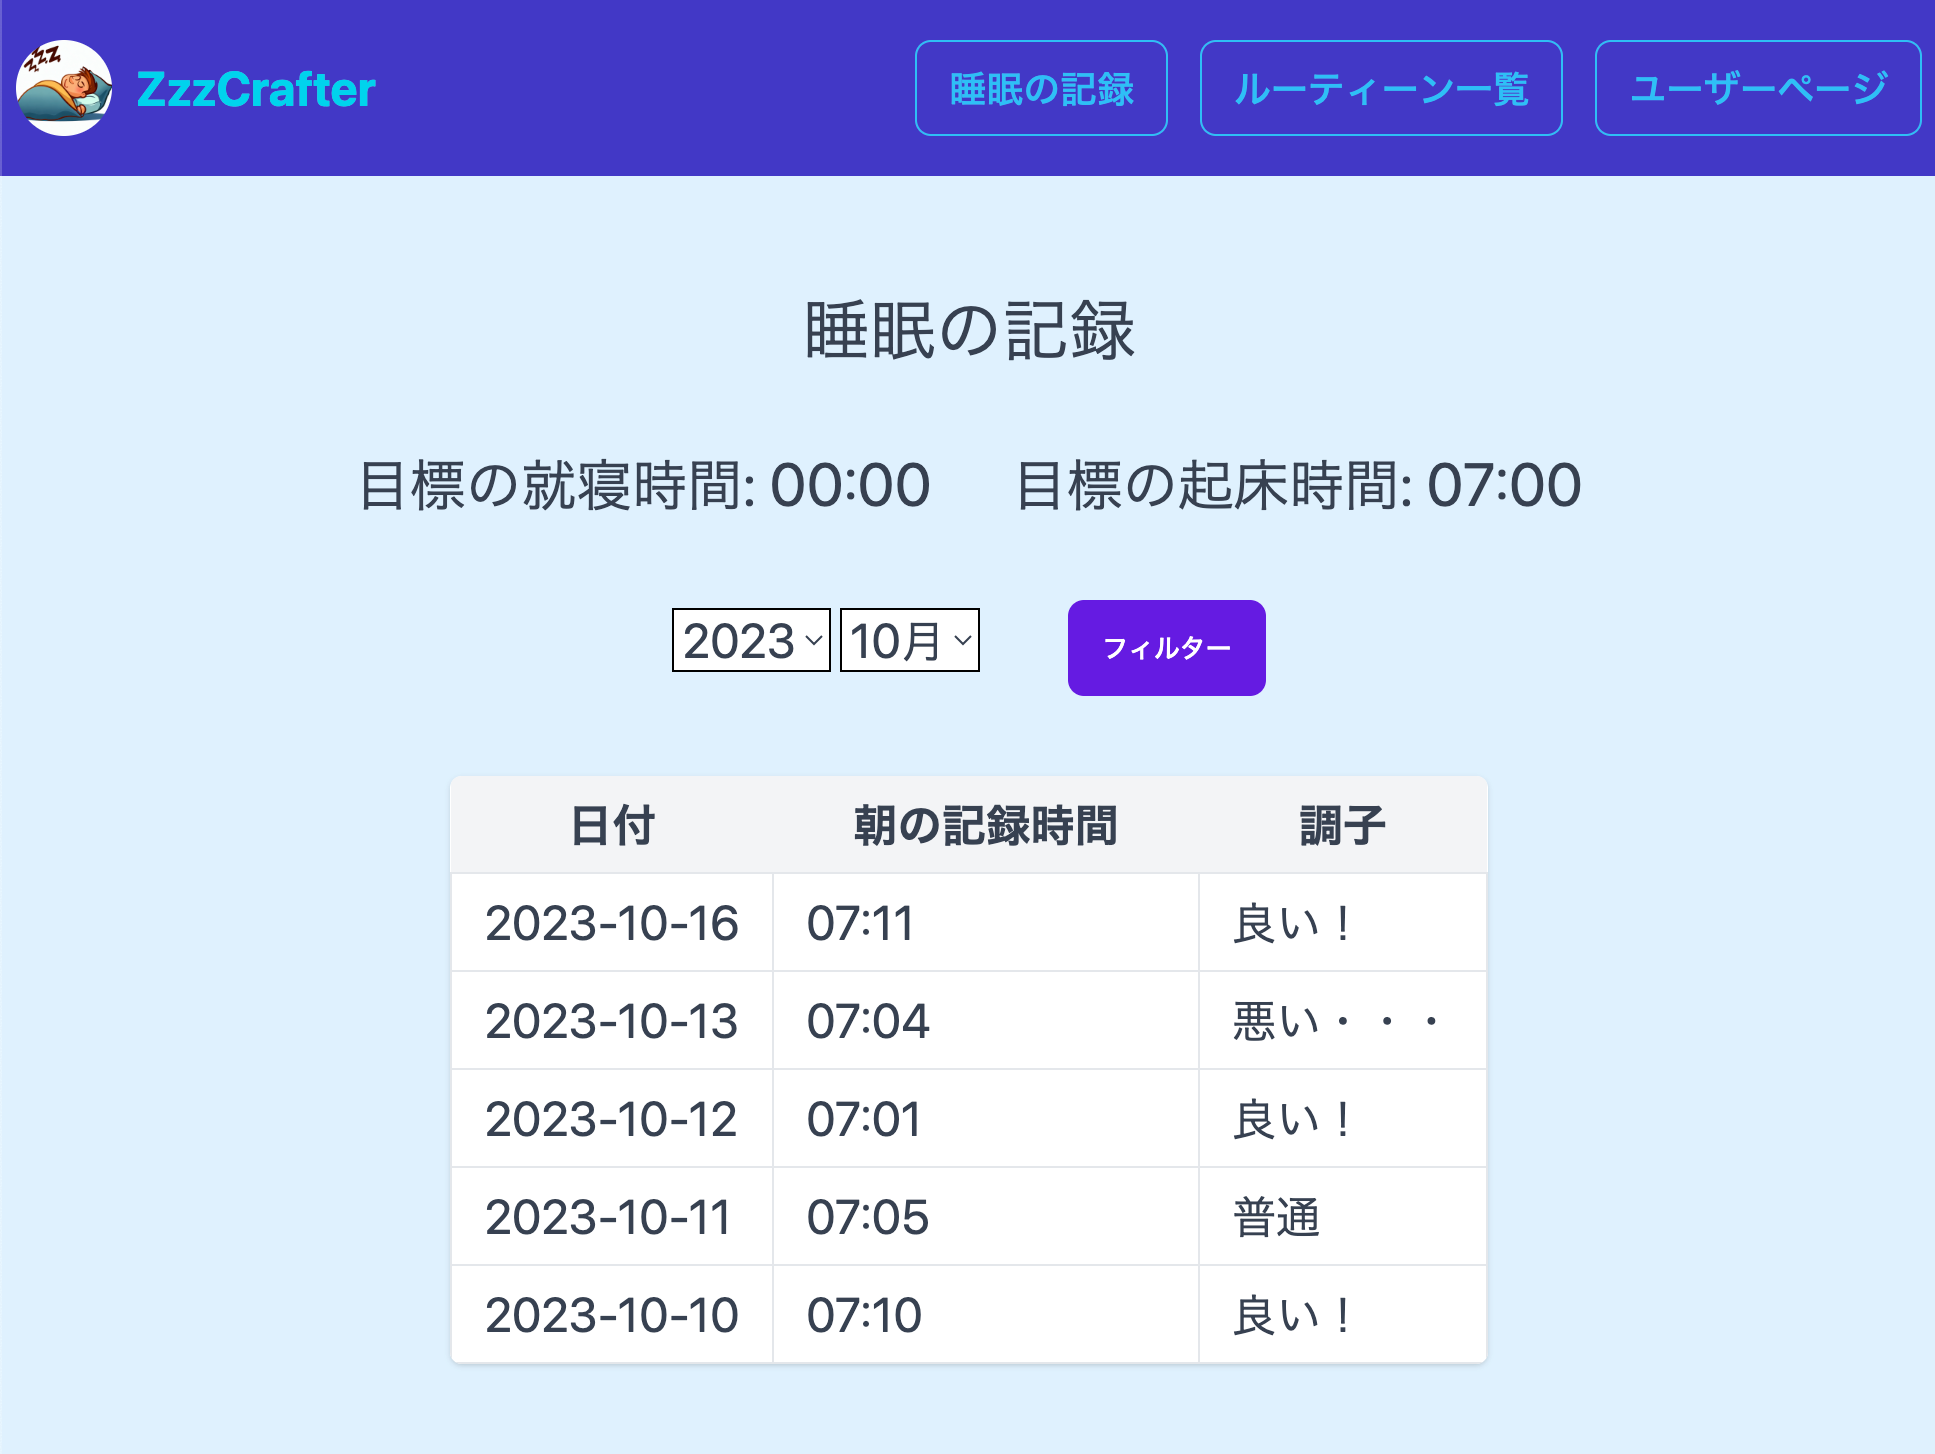 ZzzCrafter 睡眠の記録 ルーティーン一覧 ユーザーページ
睡眠の記録
目標の就寝時間: 00:00 目標の起床時間: 07:00
2023 10月 フィルター
日付 朝の記録時間 調子
2023-10-16 07:11 良い！
2023-10-13 07:04 悪い・・・
2023-10-12 07:01 良い！
2023-10-11 07:05 普通
2023-10-10 07:10 良い！